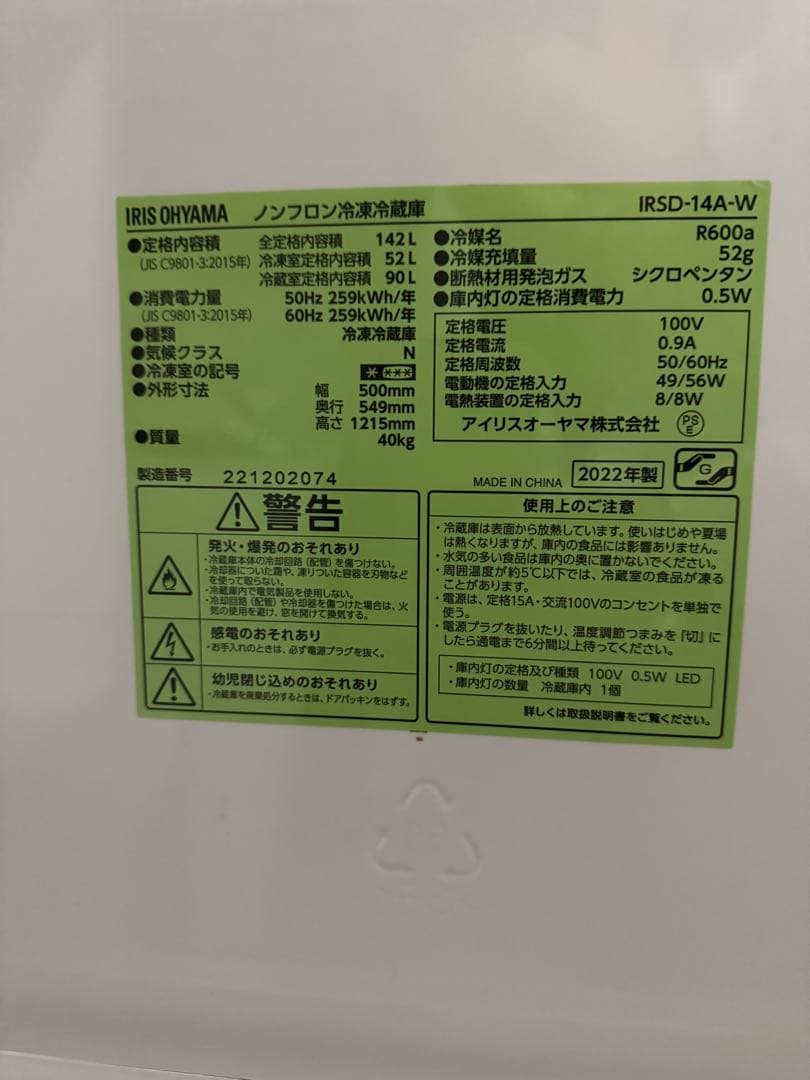 IRIS OHYAMA ノンフロン冷凍冷蔵庫 IRSD-14A-W
●定格内容積 全定格内容積 142L
(JIS C9801-3:2015年) 冷凍室定格内容積 52L
冷蔵室定格内容積 90L
●消費電力量 50Hz 259kWh/年
(JIS C9801-3:2015年) 60Hz 259kWh/年
●種類 冷凍冷蔵庫
●気候クラス N
●冷凍室の記号
●外形寸法 幅 500mm
奥行 549mm
高さ 1215mm
●質量 40kg
●冷媒名 R600a
●冷媒充填量 52g
●断熱材用発泡ガス シクロペンタン
●庫内灯の定格消費電力 0.5W
定格電圧 100V
定格電流 0.9A
定格周波数 50/60Hz
電動機の定格入力 49/56W
電熱装置の定格入力 8/8W
アイリスオーヤマ株式会社 PS E
製造番号 221202074
MADE IN CHINA 2022年製 G
警告
発火・爆発のおそれあり
・冷蔵庫本体の冷却回路（配管）を傷つけない。
・冷却器についた霜や、凍りついた容器を刃物など
を使って取らない。
・冷蔵庫内で電気製品を使用しない。
・冷却回路（配管）や冷却器を傷つけた場合は、火
気の使用を避け、窓を開けて換気する。
感電のおそれあり
・お手入れのときは、必ず電源プラグを抜く。
幼児閉じ込めのおそれあり
・冷蔵庫を廃棄処分するときは、ドアパッキンをはずす。
使用上のご注意
・冷蔵庫は表面から放熱しています。使いはじめや夏場
は熱くなりますが、庫内の食品には影響ありません。
・水気の多い食品は庫内の奥に置かないでください。
・周囲温度が約5℃以下では、冷蔵室の食品が凍る
ことがあります。
・電源は、定格15A・交流100Vのコンセントを単独で
使う。
・電源プラグを抜いたり、温度調節つまみを『切』に
したら通電まで6分間以上待ってください。
・庫内灯の定格及び種類 100V 0.5W LED
・庫内灯の数量 冷蔵庫内 1個
詳しくは取扱説明書をご覧ください。